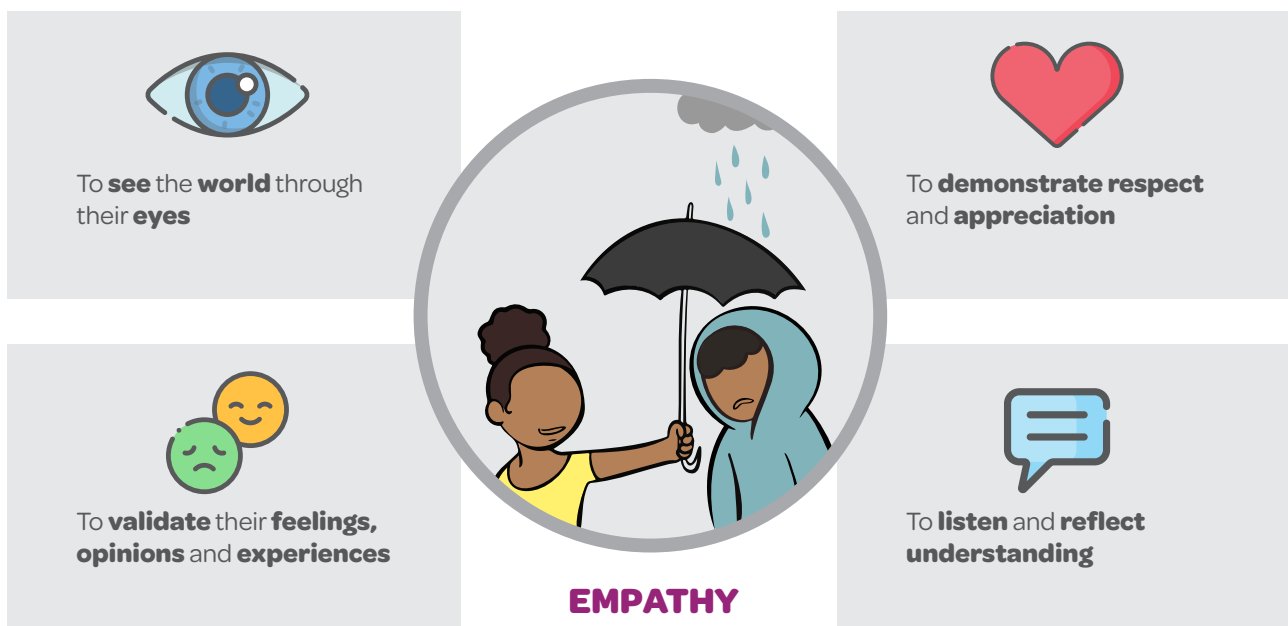 To see the world through
their eyes
To demonstrate respect
and appreciation
To validate their feelings,
opinions and experiences
To listen and reflect
understanding
EMPATHY